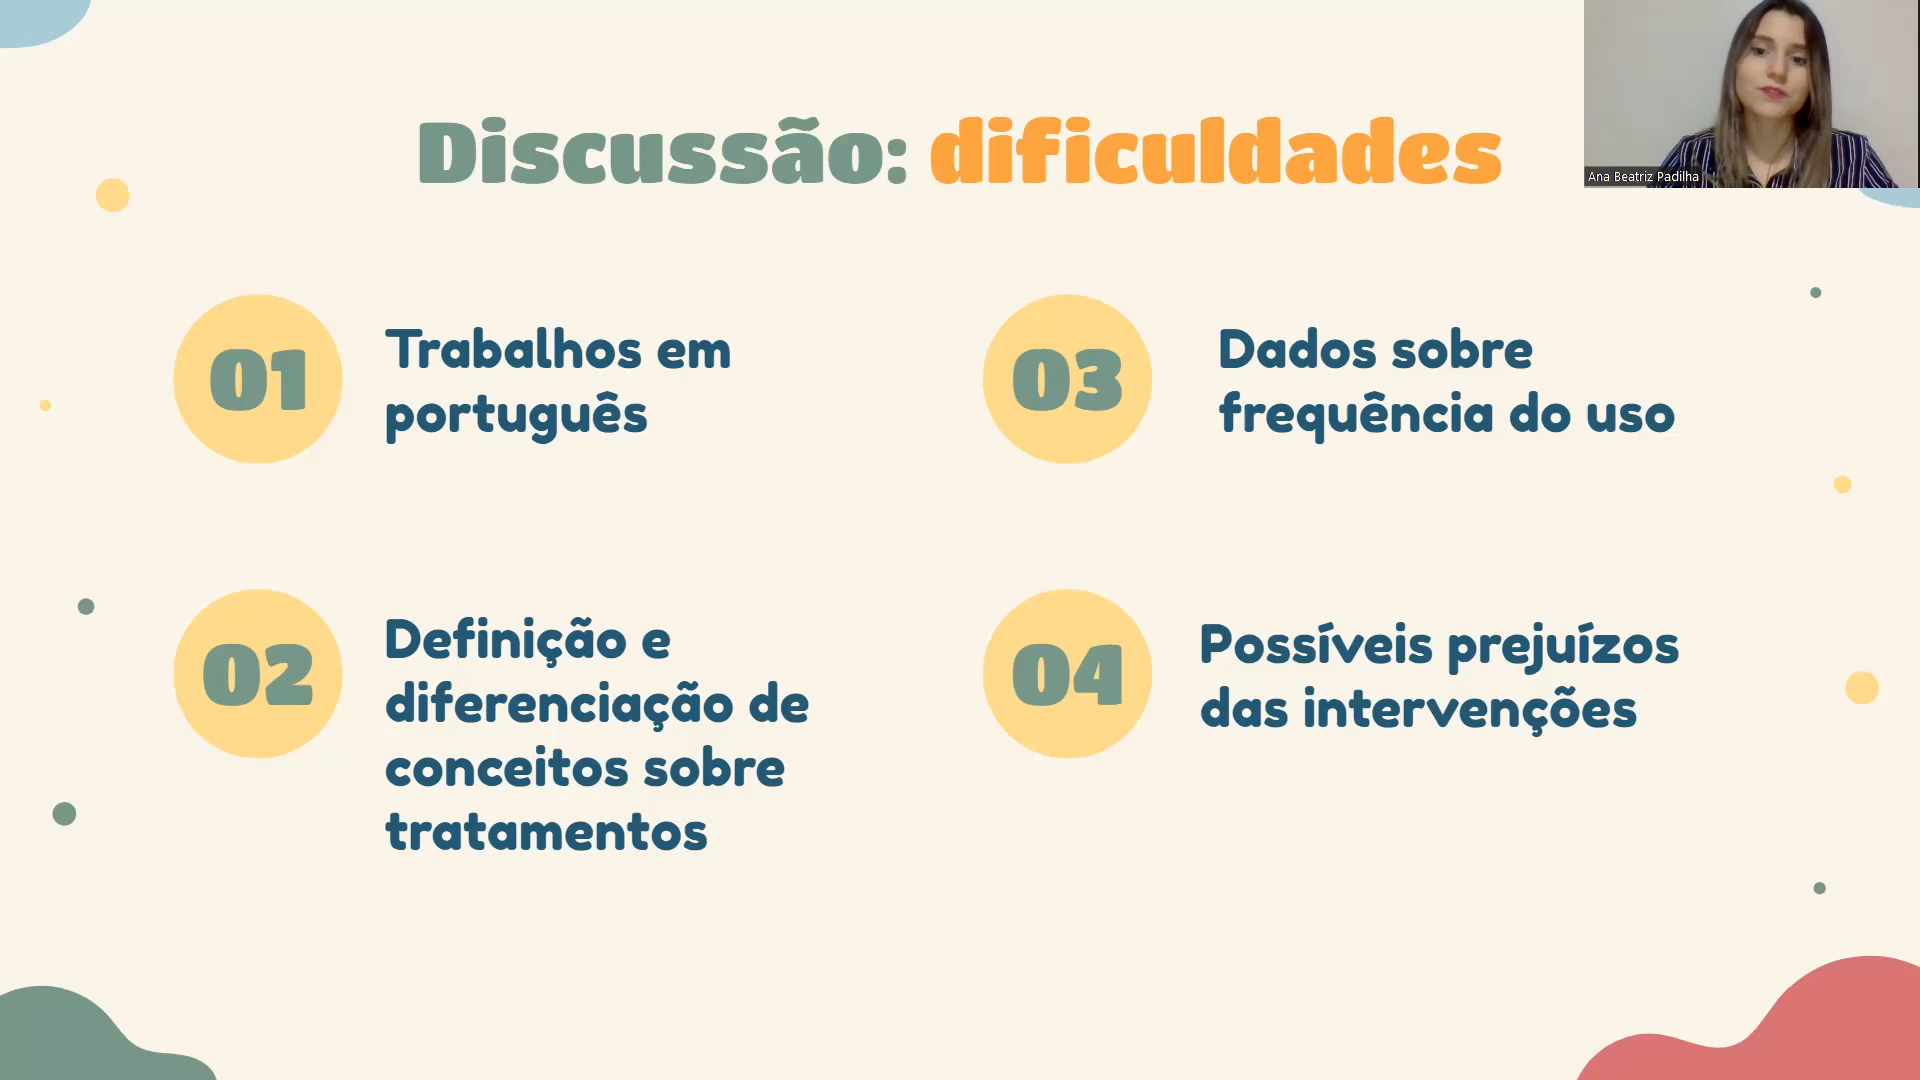 Discussão: dificuldades
Ana Beatriz Padilha
01
Trabalhos em
português
02
Definição e
diferenciação de
conceitos sobre
tratamentos
03
Dados sobre
frequência do uso
04
Possíveis prejuízos
das intervenções